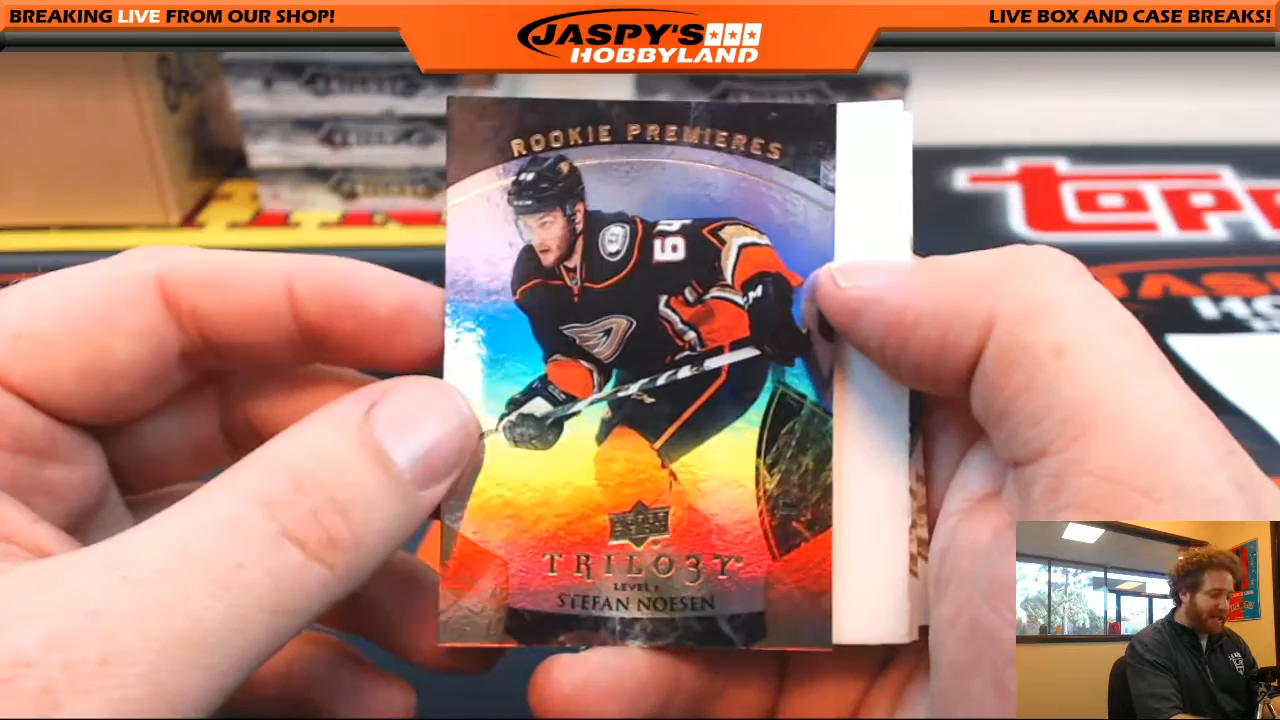 BREAKING LIVE FROM OUR SHOP!
JASPY'S
HOBBYLAND
LIVE BOX AND CASE BREAKS!
ROOKIE PREMIERES
64
TRILO3Y
LEVEL 1
STEFAN NOESEN